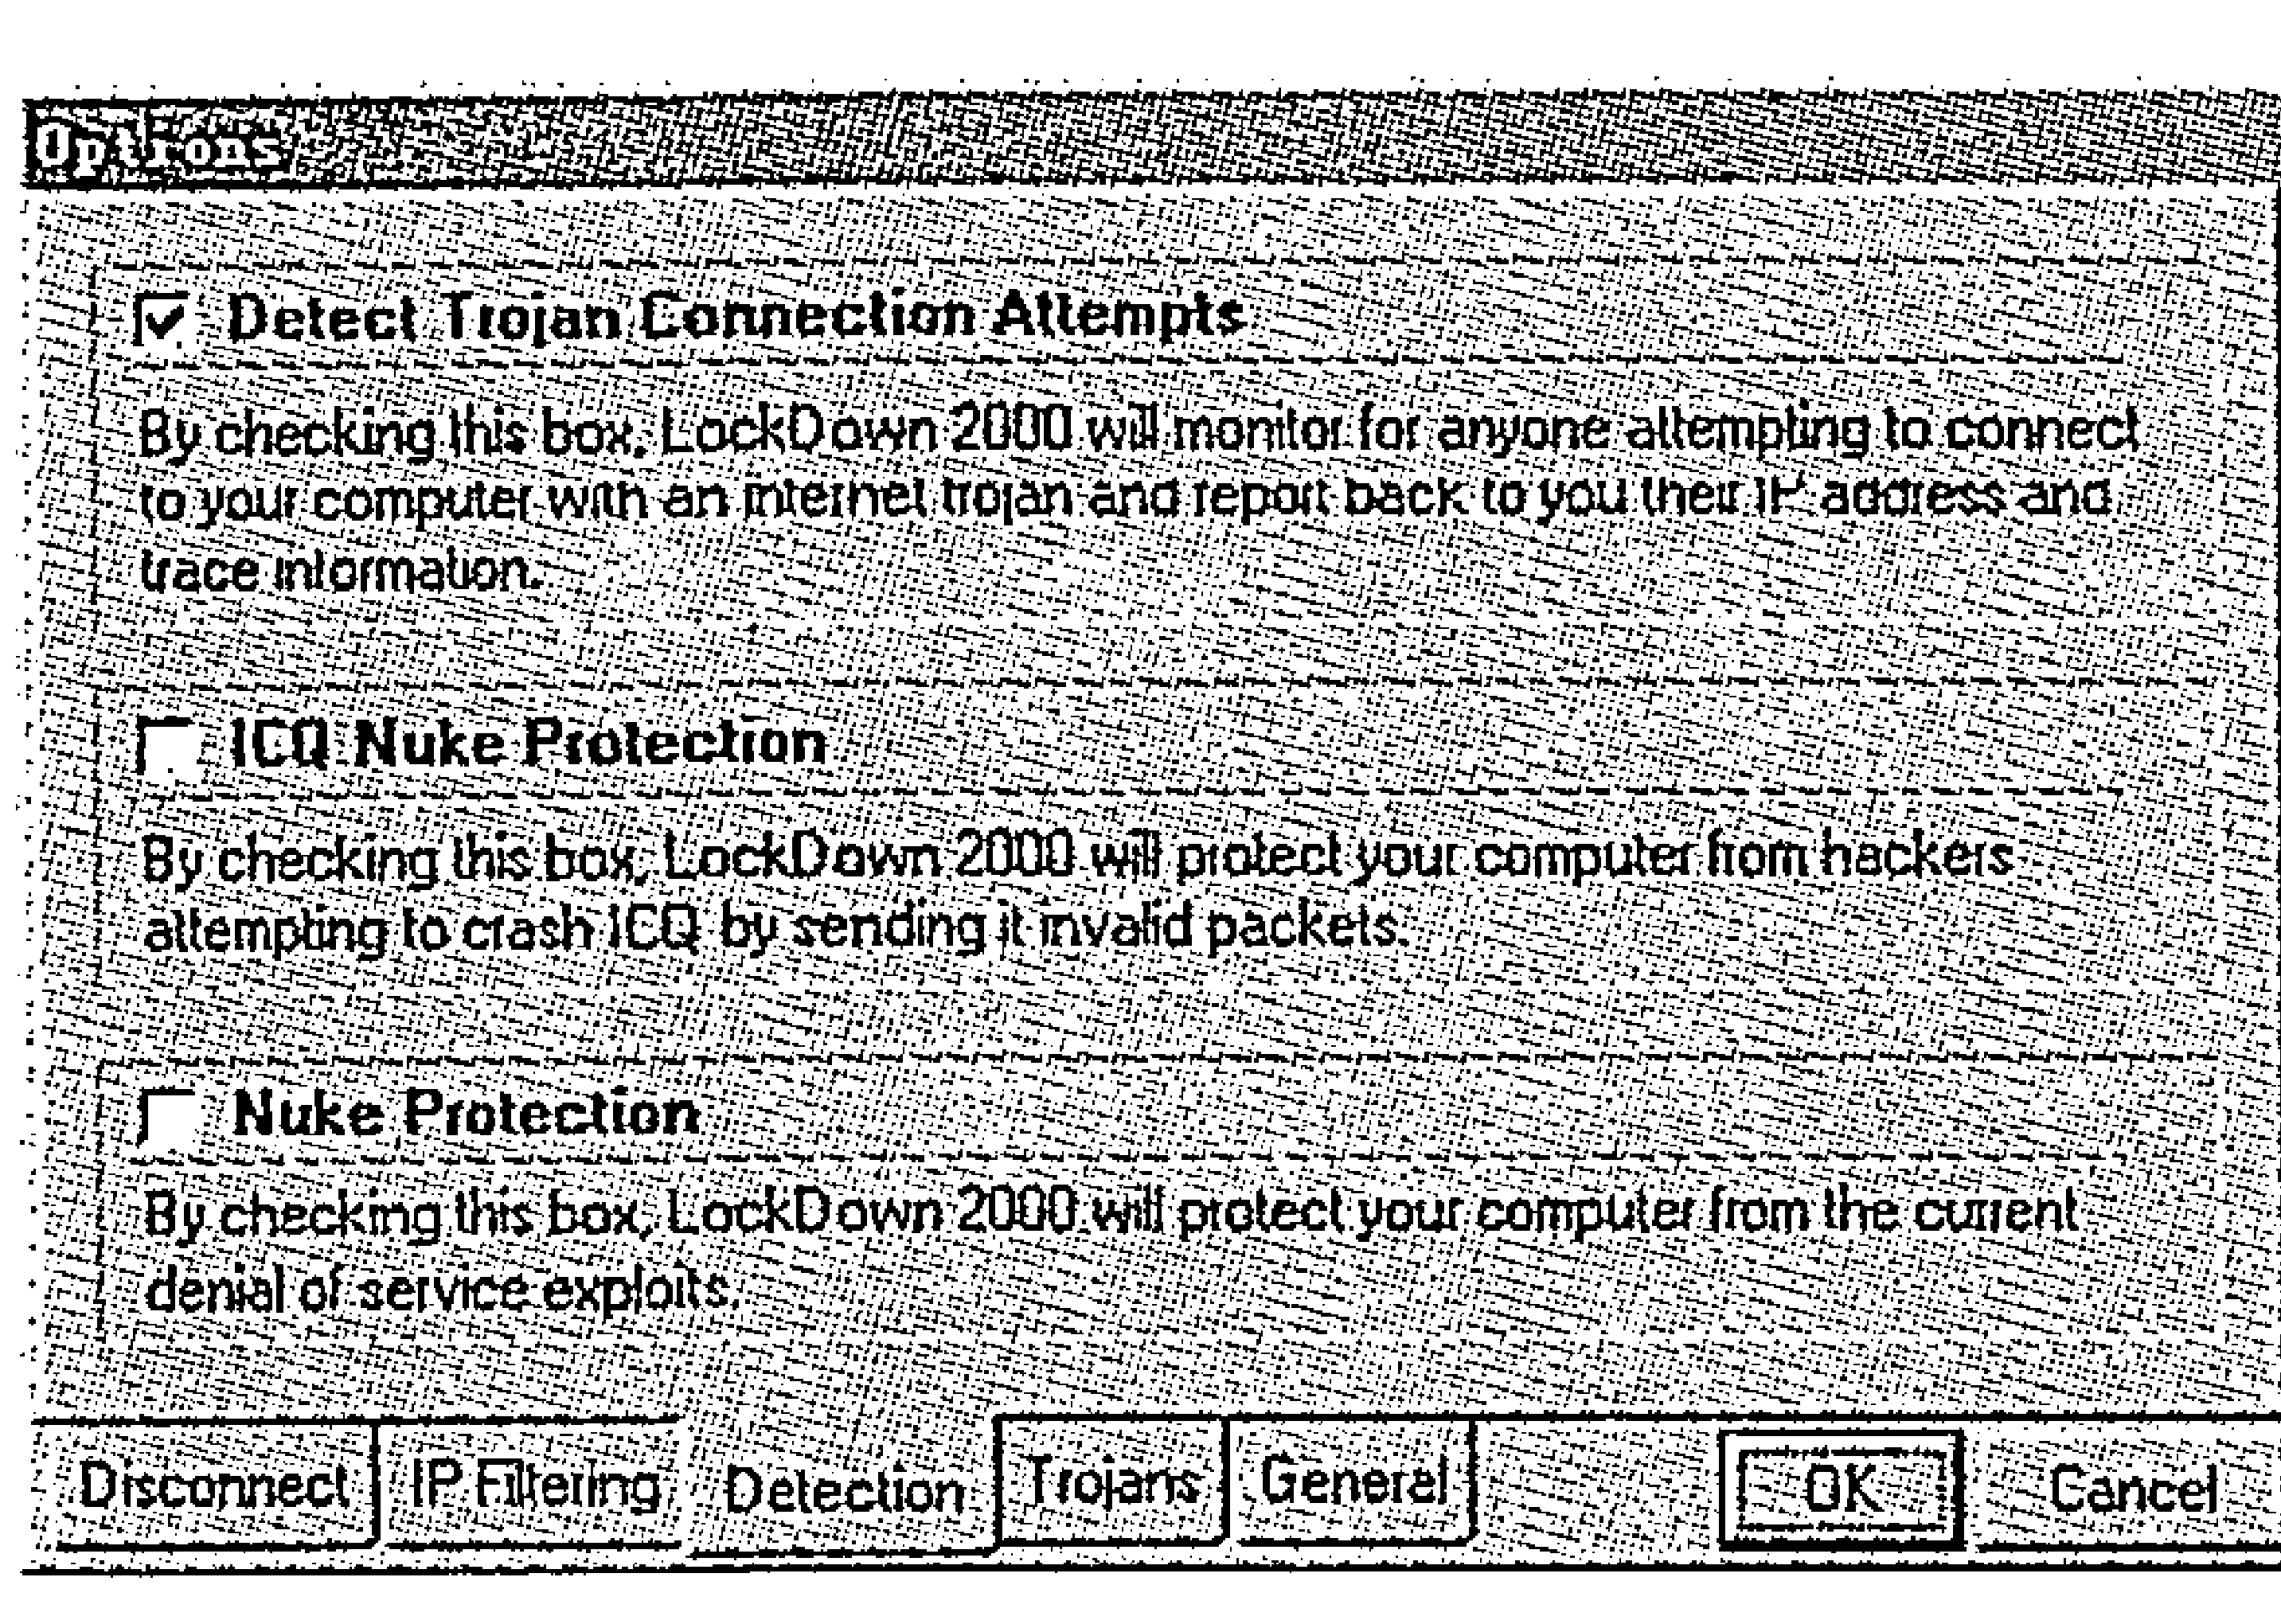 Options
Detect Trojan Connection Attempts
By checking this box, LockDown 2000 will monitor for anyone attempting to connect
to your computer with an internet trojan and report back to you their IP address and
trace information.
ICQ Nuke Protection
By checking this box, LockDown 2000 will protect your computer from hackers
attempting to crash ICQ by sending it invalid packets.
Nuke Protection
By checking this box, LockDown 2000 will protect your computer from the current
denial of service exploits.
Disconnect IP Filtering Detection Trojans General OK Cancel